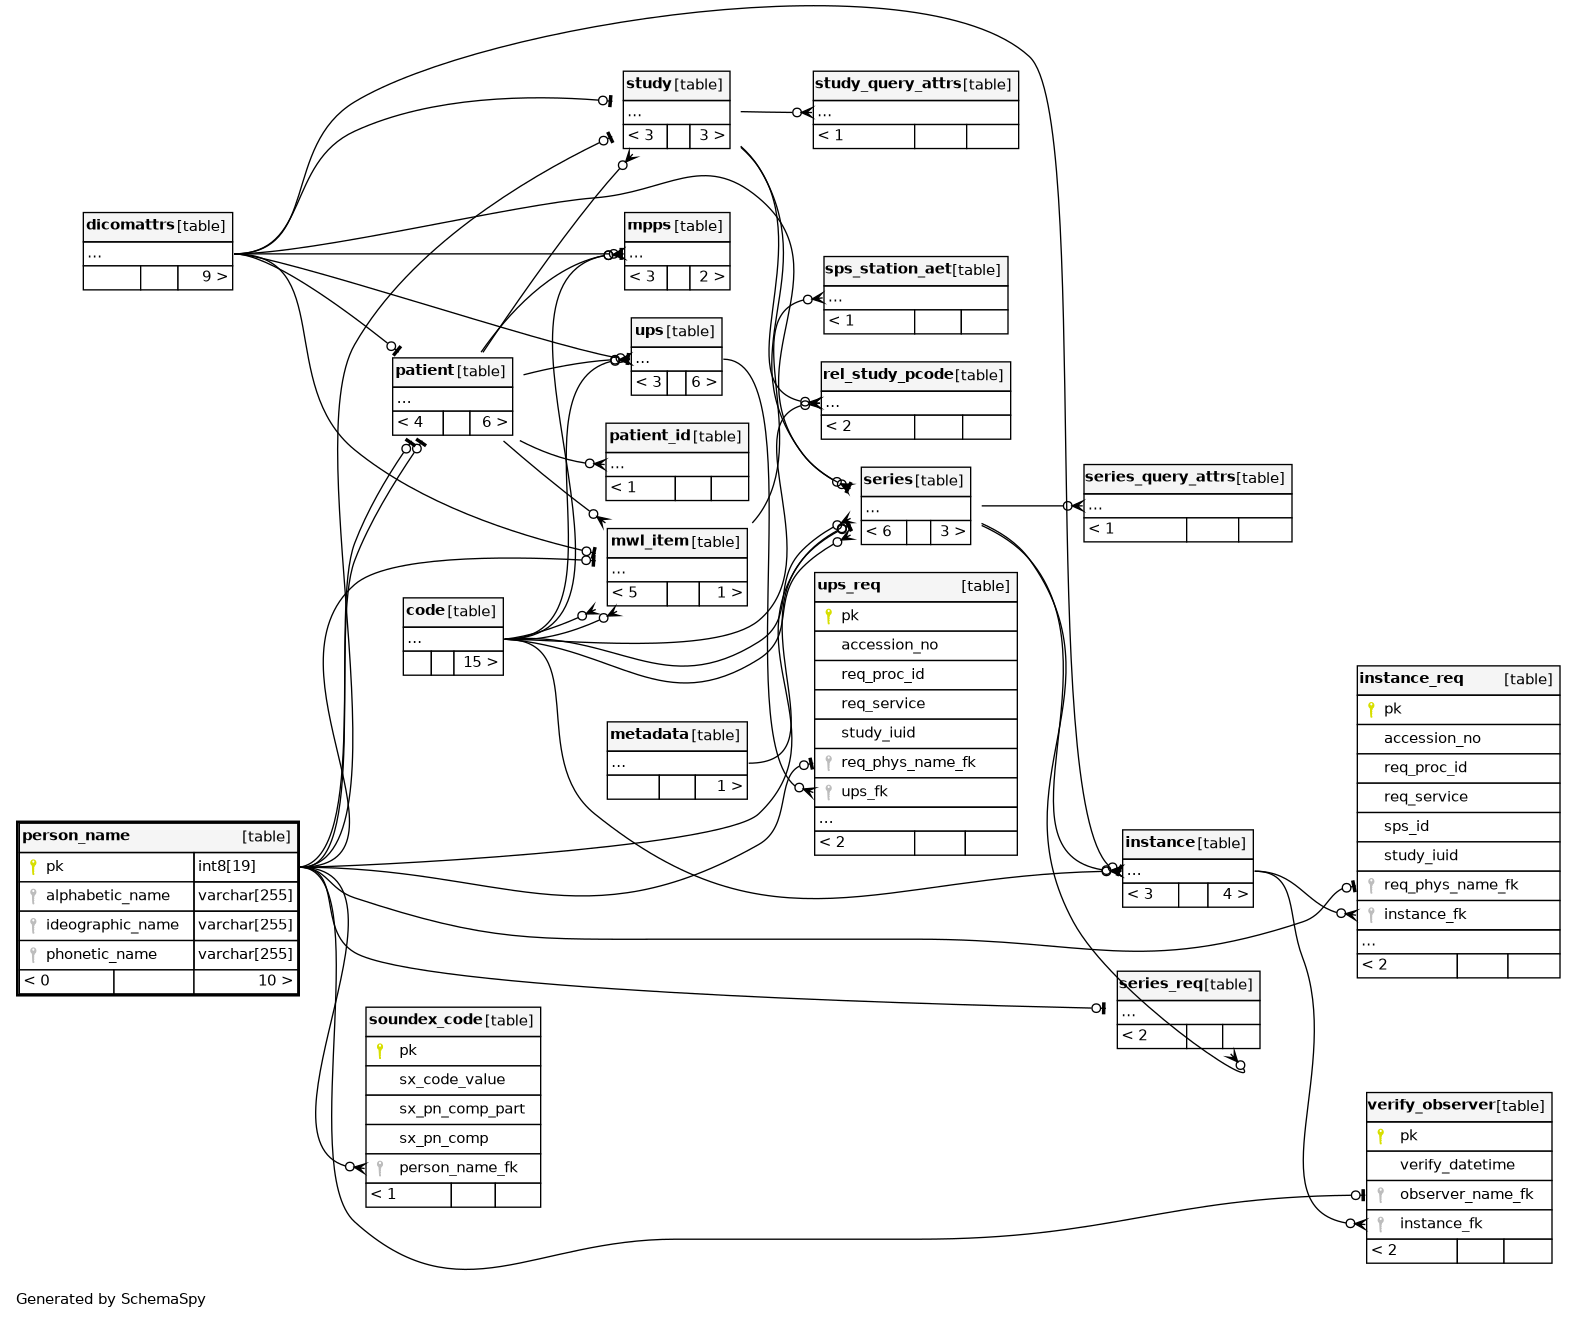 study [table]
...
< 3 3 >
study_query_attrs [table]
...
< 1
dicomattrs [table]
...
9 >
mpps [table]
...
< 3 2 >
sps_station_aet [table]
...
< 1
ups [table]
...
< 3 6 >
patient [table]
...
< 4 6 >
rel_study_pcode [table]
...
< 2
patient_id [table]
...
< 1
series [table]
...
< 6 3 >
series_query_attrs [table]
...
< 1
mwl_item [table]
...
< 5 1 >
code [table]
...
15 >
ups_req [table]
pk
accession_no
req_proc_id
req_service
study_iuid
req_phys_name_fk
ups_fk
...
< 2
metadata [table]
...
1 >
instance_req [table]
pk
accession_no
req_proc_id
req_service
sps_id
study_iuid
req_phys_name_fk
instance_fk
...
< 2
person_name [table]
pk int8[19]
alphabetic_name varchar[255]
ideographic_name varchar[255]
phonetic_name varchar[255]
< 0 10 >
instance [table]
...
< 3 4 >
series_req [table]
...
< 2
soundex_code [table]
pk
sx_code_value
sx_pn_comp_part
sx_pn_comp
person_name_fk
< 1
verify_observer [table]
pk
verify_datetime
observer_name_fk
instance_fk
< 2
Generated by SchemaSpy